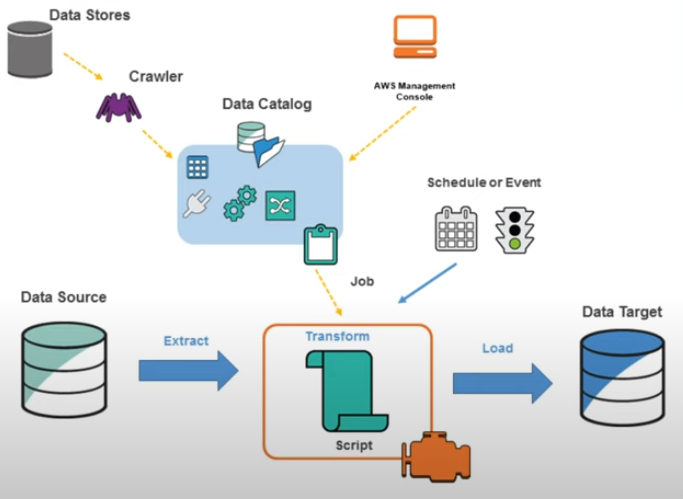 Data Stores
Crawler
Data Catalog
AWS Management
Console
Schedule or Event
Job
Data Source
Data Target
Extract
Transform
Load
Script